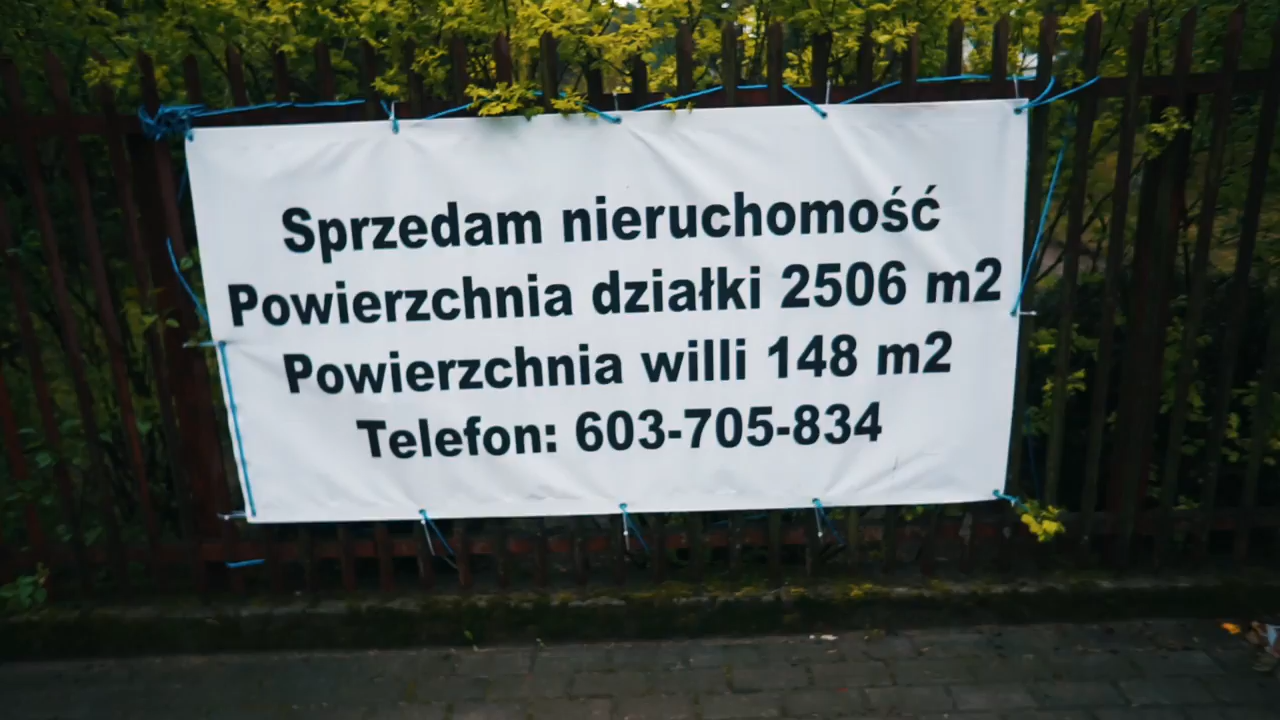 Sprzedam nieruchomość
Powierzchnia działki 2506 m2
Powierzchnia willi 148 m2
Telefon: 603-705-834